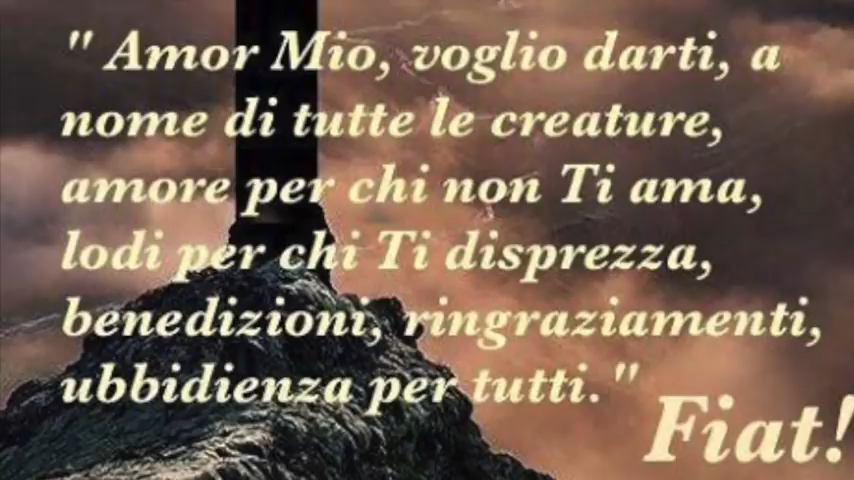 " Amor Mio, voglio darti, a
nome di tutte le creature,
amore per chi non Ti ama,
lodi per chi Ti disprezza,
benedizioni, ringraziamenti,
ubbidienza per tutti."
Fiat!